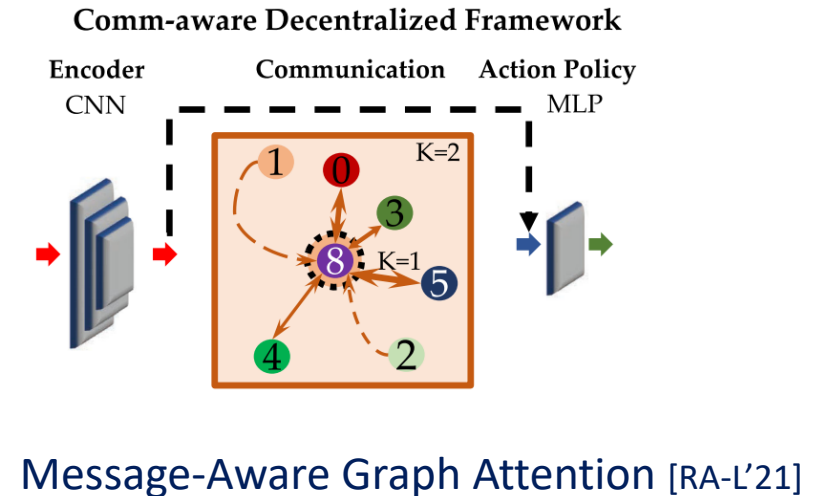 Comm-aware Decentralized Framework
Encoder Communication Action Policy
CNN MLP
K=2
1 0
3
8 K=1
5
4 2
Message-Aware Graph Attention [RA-L’21]